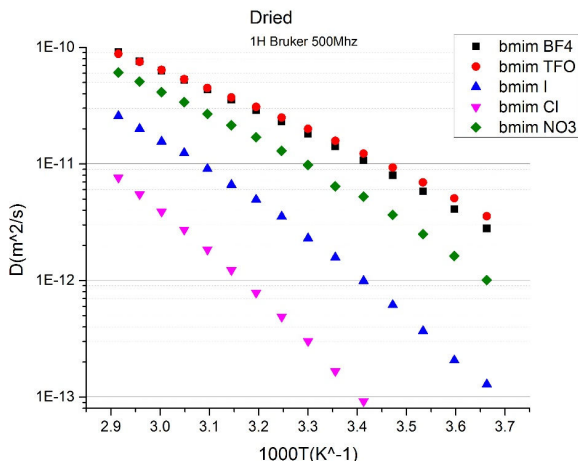 Dried
1H Bruker 500Mhz
bmim BF4
bmim TFO
bmim I
bmim Cl
bmim NO3
1E-10
1E-11
1E-12
1E-13
D(m^2/s)
2.9 3.0 3.1 3.2 3.3 3.4 3.5 3.6 3.7
1000T(K^-1)